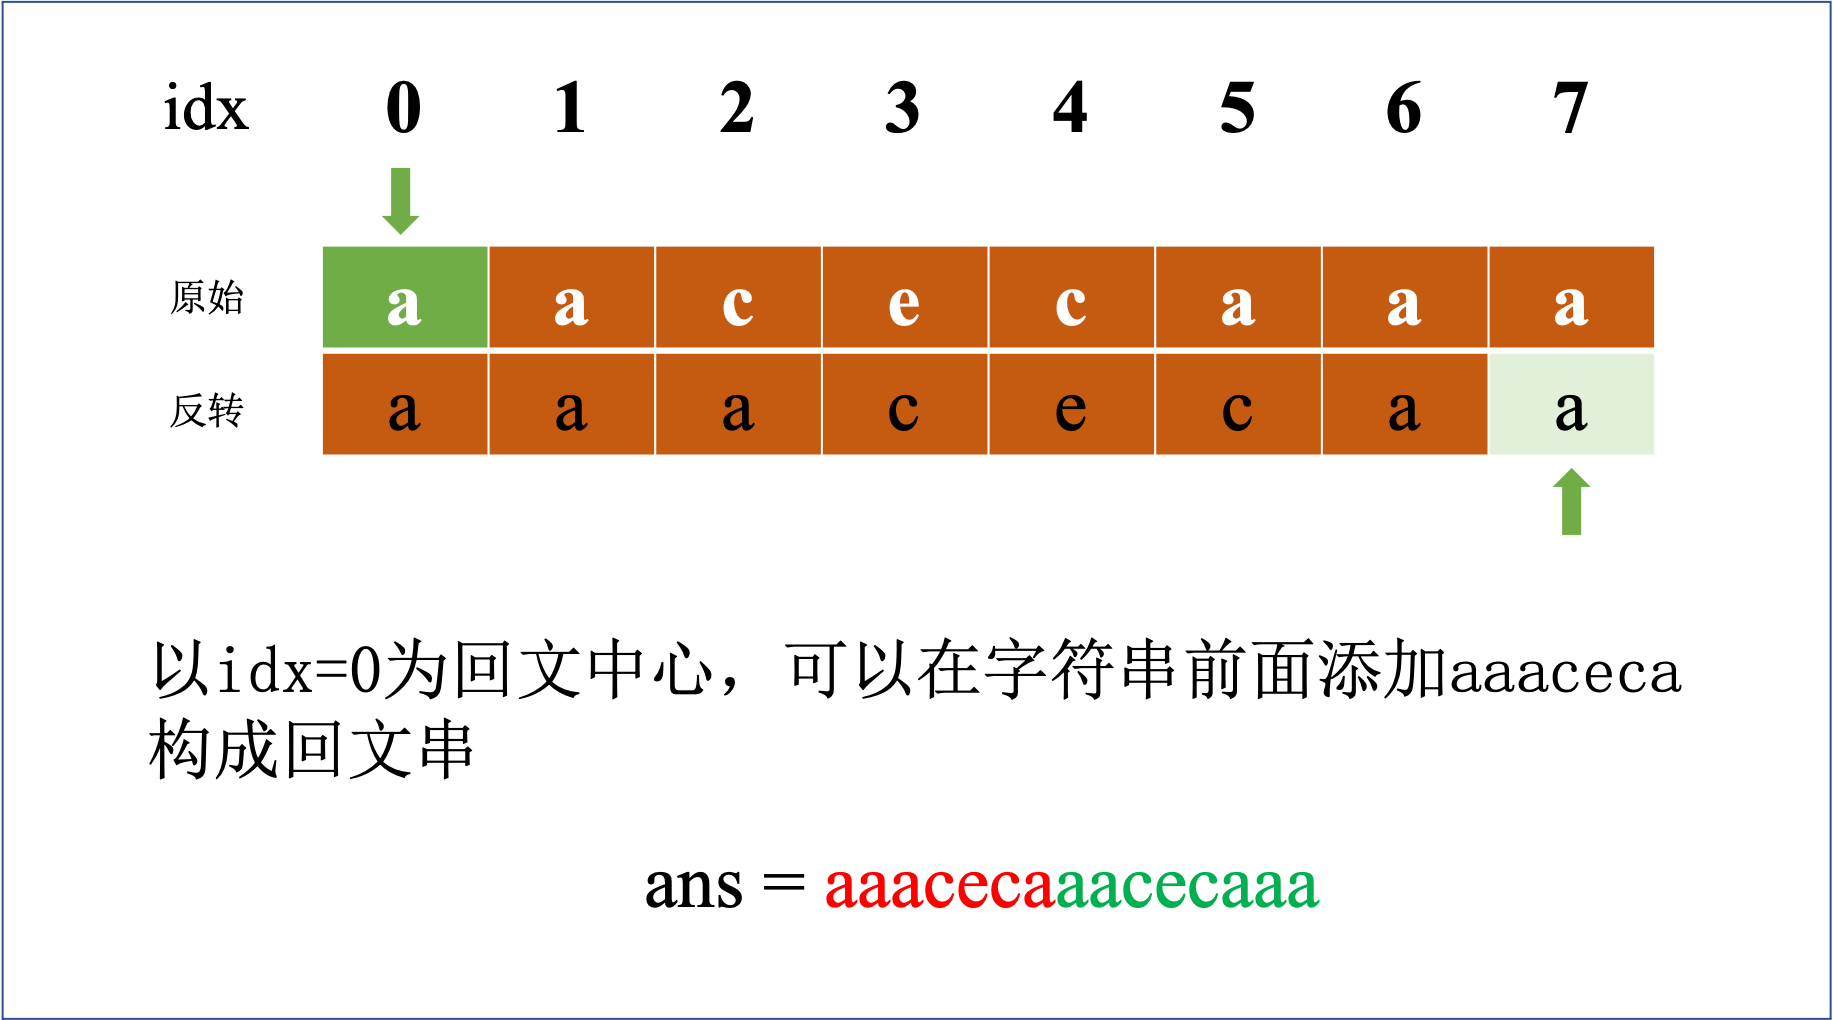 idx 0 1 2 3 4 5 6 7
原始 a a c e c a a a
反转 a a a c e c a a
以idx=0为回文中心，可以在字符串前面添加aaaceca
构成回文串
ans = aaacecaaacecaaa